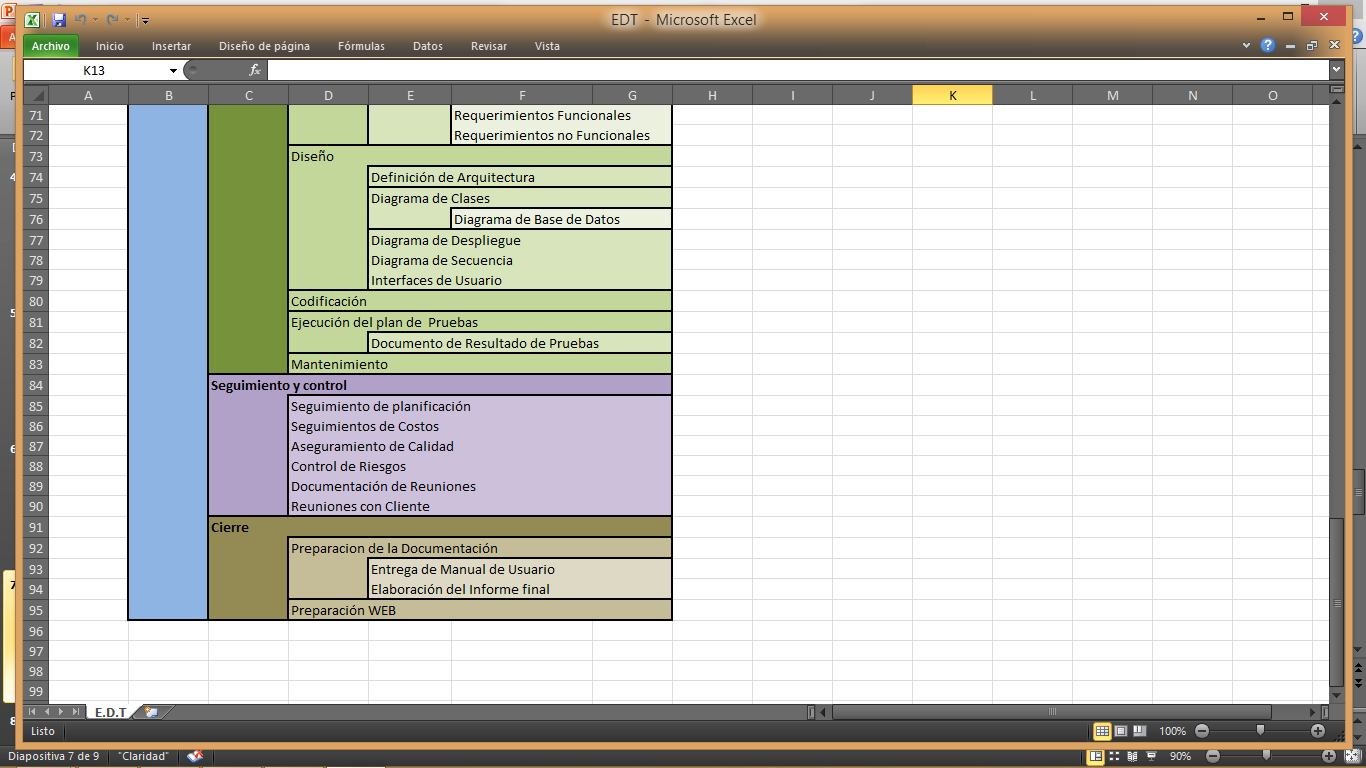 EDT - Microsoft Excel
Archivo Inicio Insertar Diseño de página Fórmulas Datos Revisar Vista
K13 fx
A B C D E F G H I J K L M N O
71 Requerimientos Funcionales
72 Requerimientos no Funcionales
73 Diseño
74 Definición de Arquitectura
75 Diagrama de Clases
76 Diagrama de Base de Datos
77 Diagrama de Despliegue
78 Diagrama de Secuencia
79 Interfaces de Usuario
80 Codificación
81 Ejecución del plan de Pruebas
82 Documento de Resultado de Pruebas
83 Mantenimiento
84 Seguimiento y control
85 Seguimiento de planificación
86 Seguimientos de Costos
87 Aseguramiento de Calidad
88 Control de Riesgos
89 Documentación de Reuniones
90 Reuniones con Cliente
91 Cierre
92 Preparacion de la Documentación
93 Entrega de Manual de Usuario
94 Elaboración del Informe final
95 Preparación WEB
96
97
98
99
E.D.T
Listo 100%
Diapositiva 7 de 9 "Claridad" 90%